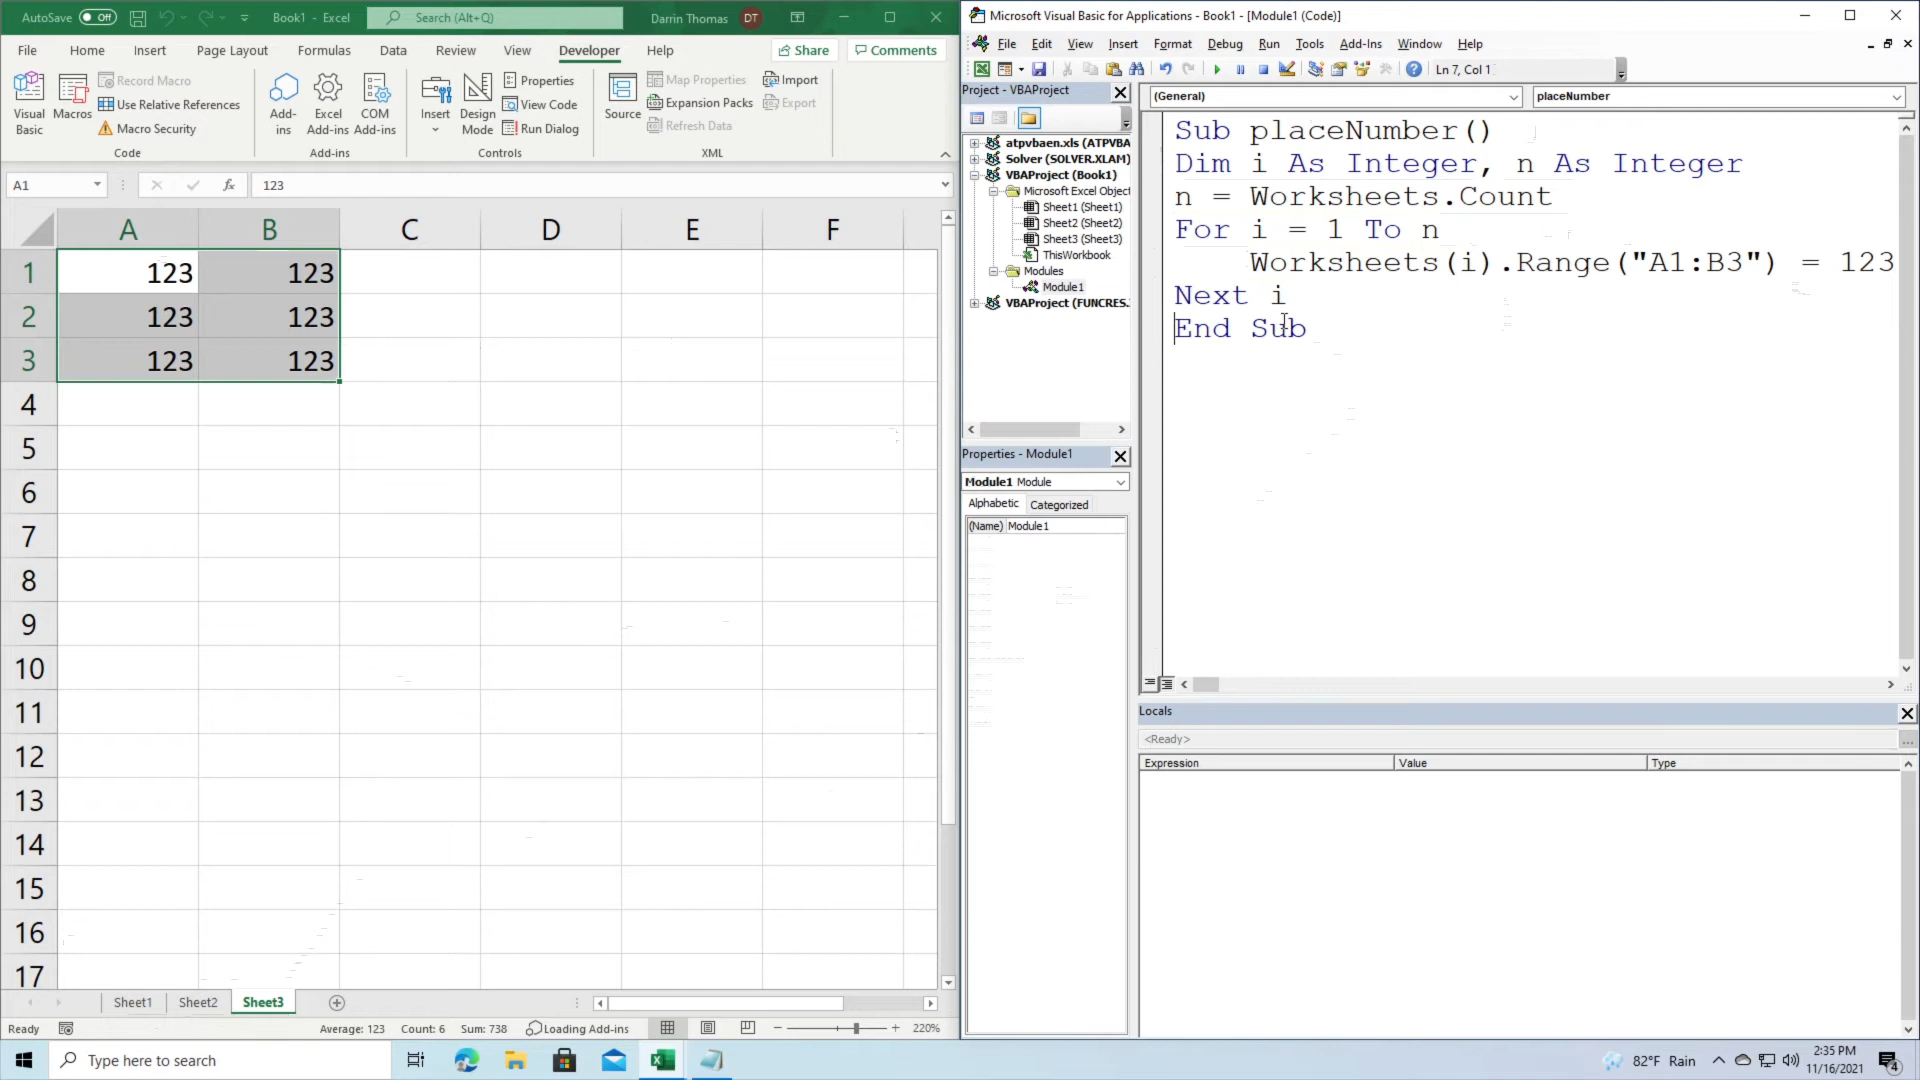 AutoSave Off Book1 - Excel Search (Alt+Q) Darrin Thomas DT
File Home Insert Page Layout Formulas Data Review View Developer Help Share Comments
Visual Basic
Macros
Record Macro
Use Relative References
Macro Security
Code
Add-ins
Excel Add-ins
COM Add-ins
Add-ins
Insert
Design Mode
Properties
View Code
Run Dialog
Controls
Source
Map Properties
Expansion Packs
Refresh Data
Import
Export
XML
A1 fx 123
A B C D E F
1 123 123
2 123 123
3 123 123
4
5
6
7
8
9
10
11
12
13
14
15
16
17
Sheet1 Sheet2 Sheet3
Ready Average: 123 Count: 6 Sum: 738 Loading Add-ins 220%
Microsoft Visual Basic for Applications - Book1 - [Module1 (Code)]
File Edit View Insert Format Debug Run Tools Add-Ins Window Help
Ln 7, Col 1
Project - VBAProject
atpvbaen.xls (ATPVBA
Solver (SOLVER.XLAM)
VBAProject (Book1)
Microsoft Excel Object
Sheet1 (Sheet1)
Sheet2 (Sheet2)
Sheet3 (Sheet3)
ThisWorkbook
Modules
Module1
VBAProject (FUNCRES.
Properties - Module1
Module1 Module
Alphabetic Categorized
(Name) Module1
(General) placeNumber
Sub placeNumber()
Dim i As Integer, n As Integer
n = Worksheets.Count
For i = 1 To n
Worksheets(i).Range("A1:B3") = 123
Next i
End Sub
Locals
<Ready>
Expression Value Type
Type here to search
82°F Rain
2:35 PM
11/16/2021
4